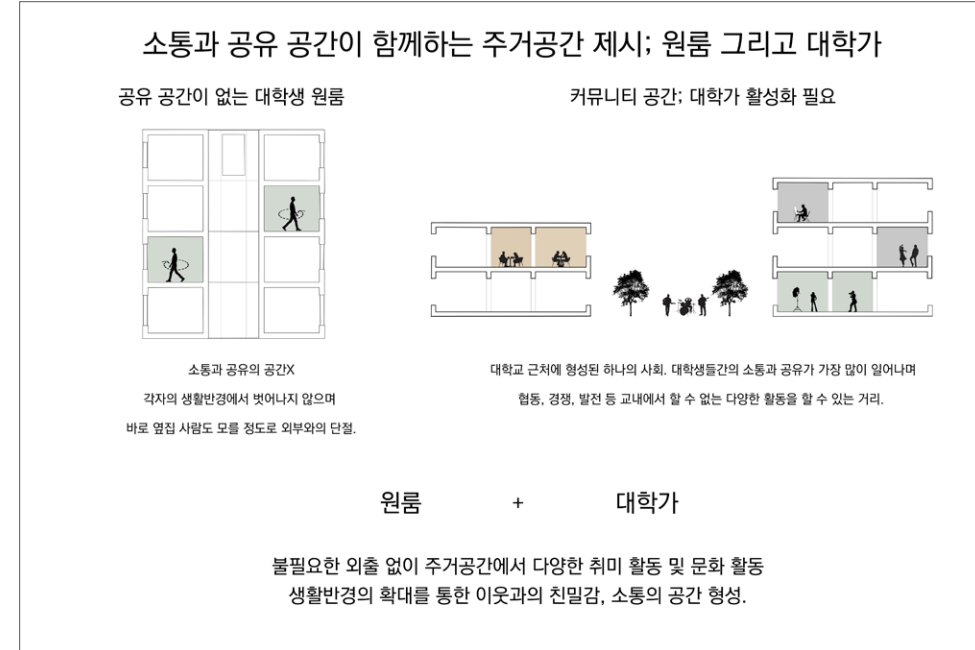 소통과 공유 공간이 함께하는 주거공간 제시; 원룸 그리고 대학가
공유 공간이 없는 대학생 원룸
커뮤니티 공간; 대학가 활성화 필요
소통과 공유의 공간X
각자의 생활반경에서 벗어나지 않으며
바로 옆집 사람도 모를 정도로 외부와의 단절.
대학교 근처에 형성된 하나의 사회. 대학생들간의 소통과 공유가 가장 많이 일어나며
협동, 경쟁, 발전 등 교내에서 할 수 없는 다양한 활동을 할 수 있는 거리.
원룸 + 대학가
불필요한 외출 없이 주거공간에서 다양한 취미 활동 및 문화 활동
생활반경의 확대를 통한 이웃과의 친밀감, 소통의 공간 형성.